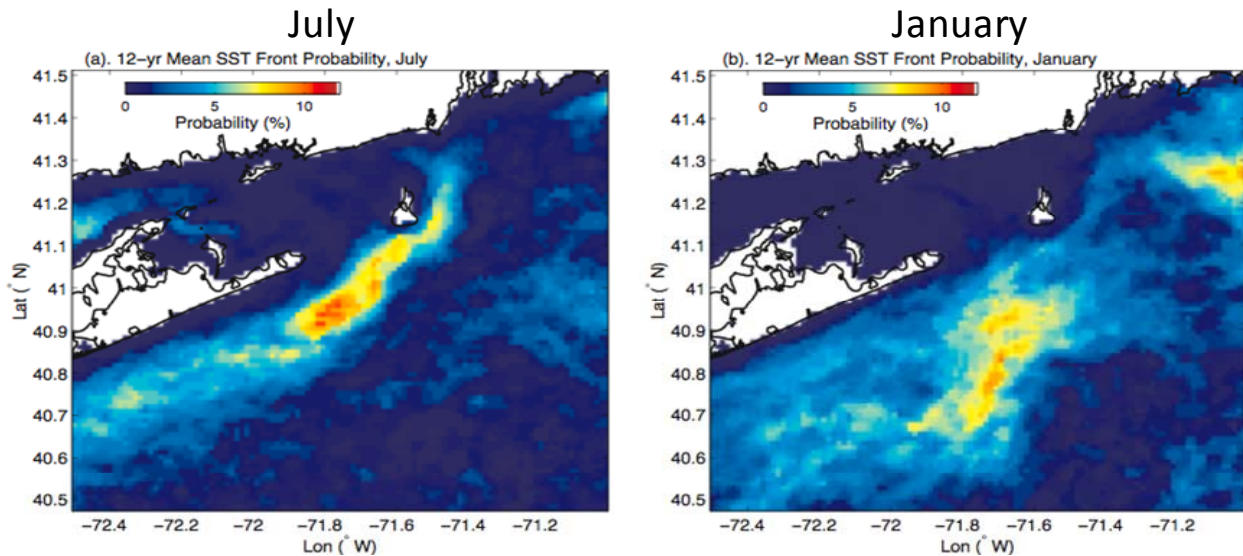 July
January
(a). 12-yr Mean SST Front Probability, July
(b). 12-yr Mean SST Front Probability, January
41.5
41.4
41.3
41.2
41.1
41
40.9
40.8
40.7
40.6
40.5
Lat (° N)
0 5 10
Probability (%)
-72.4 -72.2 -72 -71.8 -71.6 -71.4 -71.2
Lon (° W)
41.5
41.4
41.3
41.2
41.1
41
40.9
40.8
40.7
40.6
40.5
Lat (° N)
0 5 10
Probability (%)
-72.4 -72.2 -72 -71.8 -71.6 -71.4 -71.2
Lon (° W)